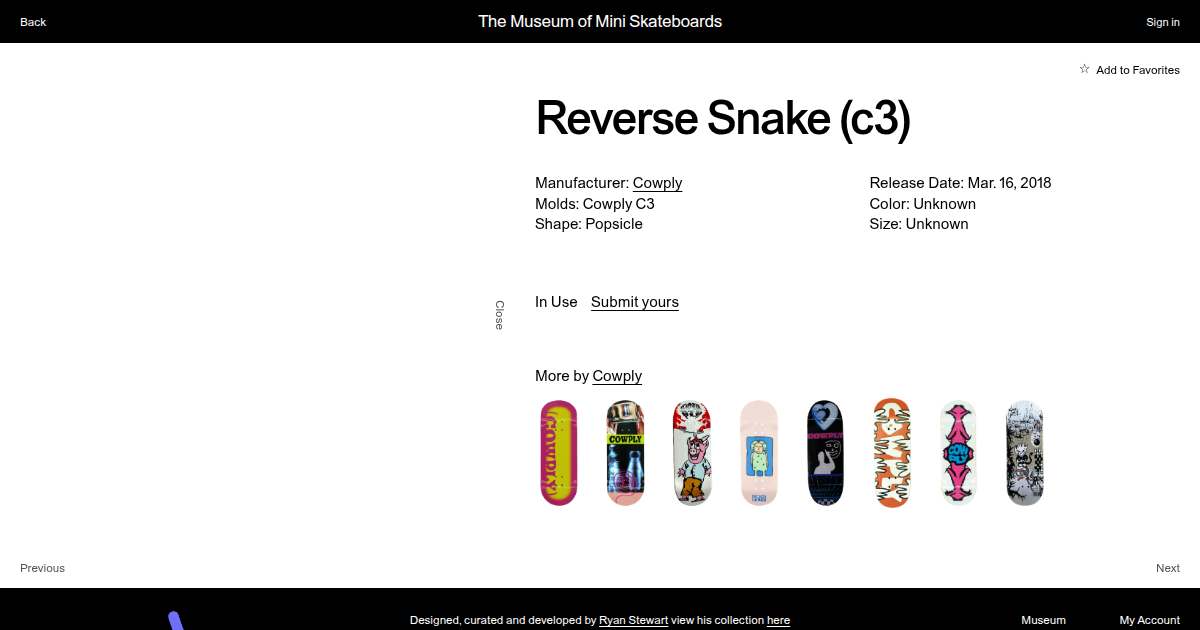 Back
The Museum of Mini Skateboards
Sign in
☆ Add to Favorites
Reverse Snake (c3)
Manufacturer: Cowply
Molds: Cowply C3
Shape: Popsicle
Release Date: Mar. 16, 2018
Color: Unknown
Size: Unknown
Close
In Use Submit yours
More by Cowply
COWPLY
COWPLY
COWPLY
Previous
Next
Designed, curated and developed by Ryan Stewart view his collection here
Museum
My Account